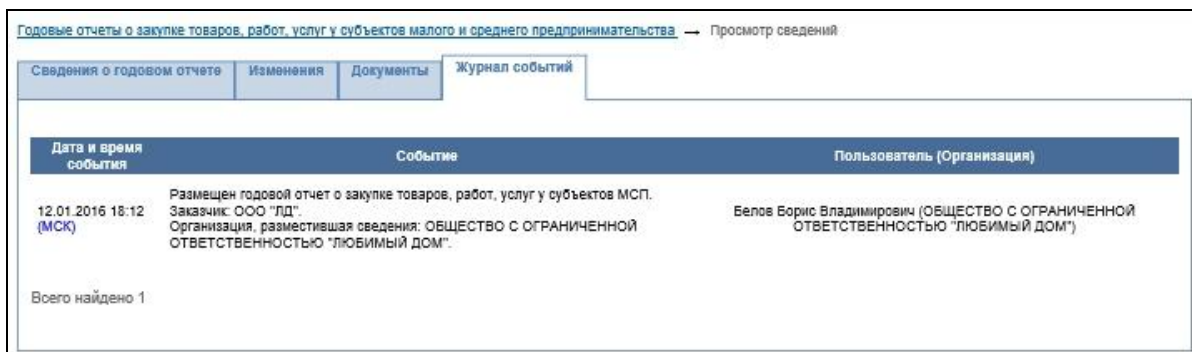 Годовые отчеты о закупке товаров, работ, услуг у субъектов малого и среднего предпринимательства → Просмотр сведений
Сведения о годовом отчете Изменения Документы Журнал событий
Дата и время события
Событие
Пользователь (Организация)
12.01.2016 18:12
(МСК)
Размещен годовой отчет о закупке товаров, работ, услуг у субъектов МСП.
Заказчик: ООО "ЛД".
Организация, разместившая сведения: ОБЩЕСТВО С ОГРАНИЧЕННОЙ
ОТВЕТСТВЕННОСТЬЮ "ЛЮБИМЫЙ ДОМ".
Белов Борис Владимирович (ОБЩЕСТВО С ОГРАНИЧЕННОЙ
ОТВЕТСТВЕННОСТЬЮ "ЛЮБИМЫЙ ДОМ")
Всего найдено 1